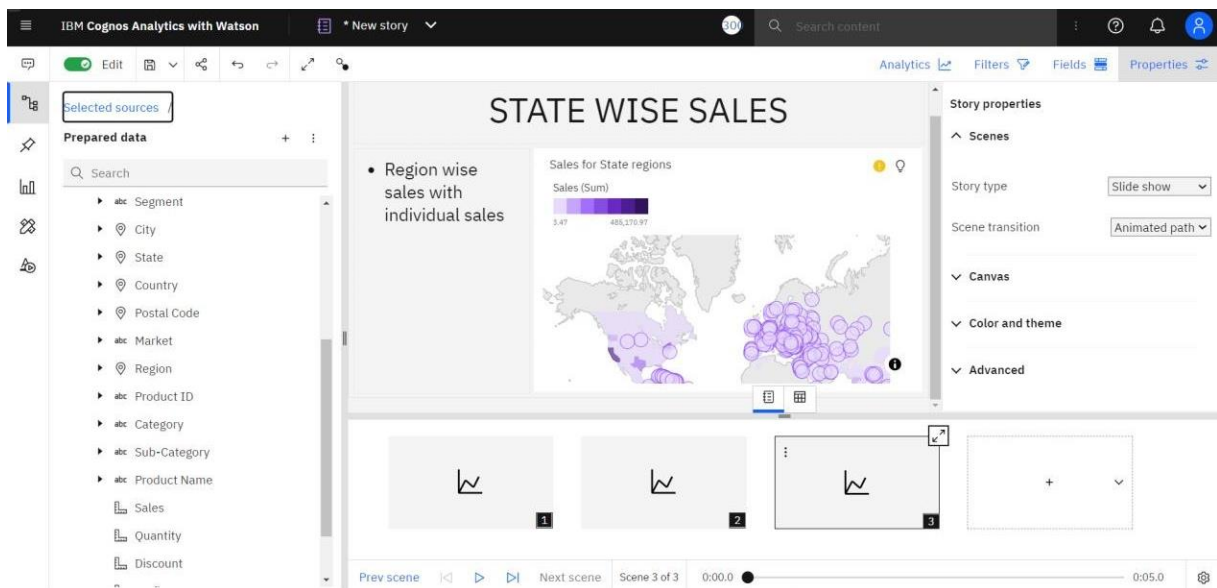 IBM Cognos Analytics with Watson
* New story
300
Search content
Edit
Analytics
Filters
Fields
Properties
Selected sources /
Prepared data
Search
abc Segment
City
State
Country
Postal Code
abc Market
Region
abc Product ID
abc Category
abc Sub-Category
abc Product Name
Sales
Quantity
Discount
STATE WISE SALES
• Region wise
sales with
individual sales
Sales for State regions
Sales (Sum)
3.47 485,170.97
Story properties
Scenes
Story type Slide show
Scene transition Animated path
Canvas
Color and theme
Advanced
1
2
3
Prev scene
Next scene
Scene 3 of 3
0:00.0
0:05.0